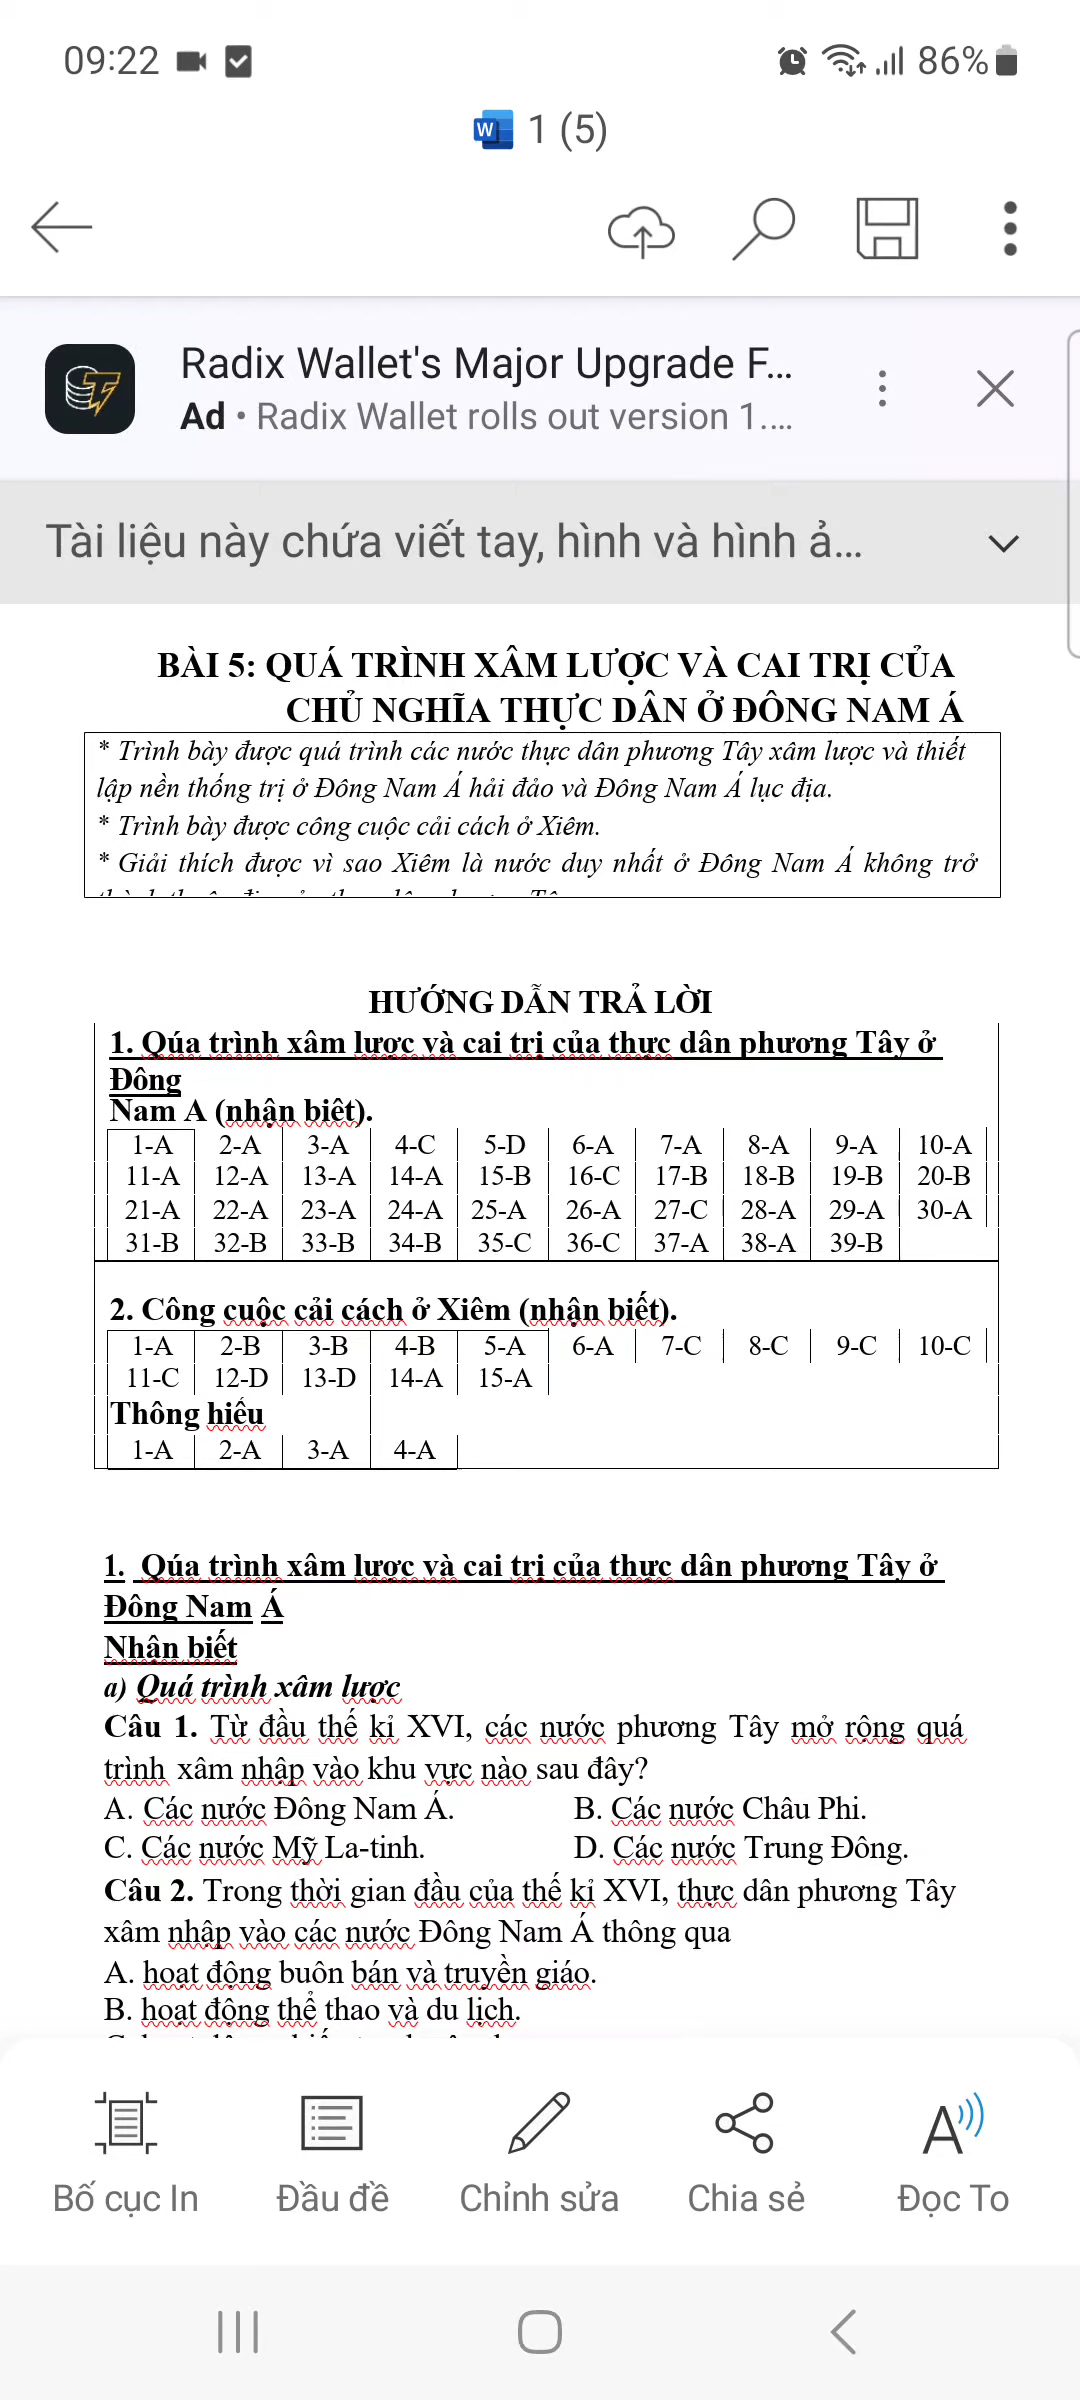 09:22
86%
1 (5)
Radix Wallet's Major Upgrade F...
Ad • Radix Wallet rolls out version 1....
Tài liệu này chứa viết tay, hình và hình ả...
BÀI 5: QUÁ TRÌNH XÂM LƯỢC VÀ CAI TRỊ CỦA
CHỦ NGHĨA THỰC DÂN Ở ĐÔNG NAM Á
* Trình bày được quá trình các nước thực dân phương Tây xâm lược và thiết
lập nền thống trị ở Đông Nam Á hải đảo và Đông Nam Á lục địa.
* Trình bày được công cuộc cải cách ở Xiêm.
* Giải thích được vì sao Xiêm là nước duy nhất ở Đông Nam Á không trở
HƯỚNG DẪN TRẢ LỜI
1. Qúa trình xâm lược và cai trị của thực dân phương Tây ở
Đông
Nam A (nhận biêt).
1-A 2-A 3-A 4-C 5-D 6-A 7-A 8-A 9-A 10-A
11-A 12-A 13-A 14-A 15-B 16-C 17-B 18-B 19-B 20-B
21-A 22-A 23-A 24-A 25-A 26-A 27-C 28-A 29-A 30-A
31-B 32-B 33-B 34-B 35-C 36-C 37-A 38-A 39-B
2. Công cuộc cải cách ở Xiêm (nhận biết).
1-A 2-B 3-B 4-B 5-A 6-A 7-C 8-C 9-C 10-C
11-C 12-D 13-D 14-A 15-A
Thông hiểu
1-A 2-A 3-A 4-A
1. Qúa trình xâm lược và cai trị của thực dân phương Tây ở
Đông Nam Á
Nhận biết
a) Quá trình xâm lược
Câu 1. Từ đầu thế kỉ XVI, các nước phương Tây mở rộng quá
trình xâm nhập vào khu vực nào sau đây?
A. Các nước Đông Nam Á. B. Các nước Châu Phi.
C. Các nước Mỹ La-tinh. D. Các nước Trung Đông.
Câu 2. Trong thời gian đầu của thế kỉ XVI, thực dân phương Tây
xâm nhập vào các nước Đông Nam Á thông qua
A. hoạt động buôn bán và truyền giáo.
B. hoạt động thể thao và du lịch.
Bố cục In Đầu đề Chỉnh sửa Chia sẻ Đọc To